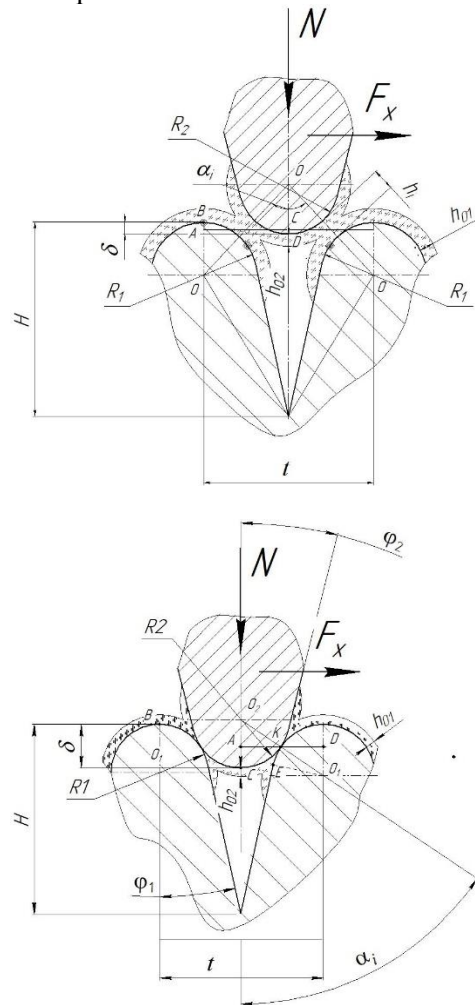 N
F_x
R_2
O
α_i
C
h_i
h_01
B
δ
A
D
h_02
R_1
O
O
R_1
H
t
φ_2
N
R2
F_x
O_2
B
A
K
D
h_01
δ
O_1
C
E
O_1
R1
h_02
H
φ_1
α_i
t